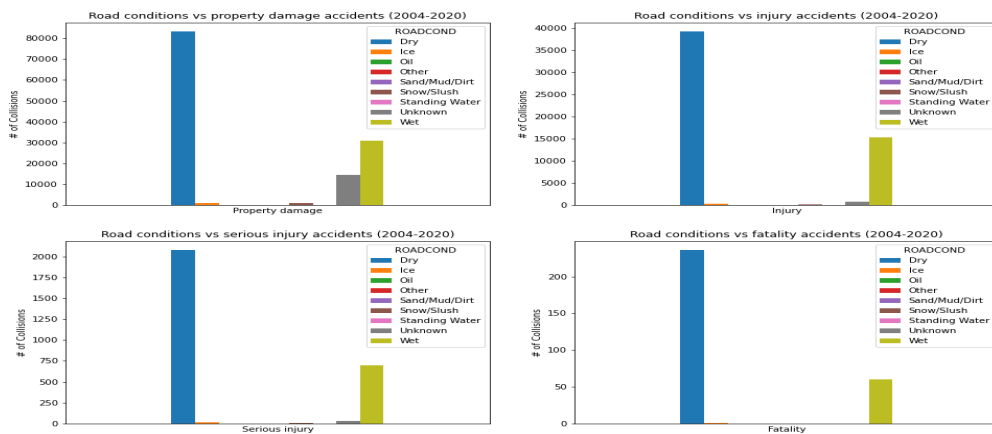 Road conditions vs property damage accidents (2004-2020)
# of Collisions
80000
70000
60000
50000
40000
30000
20000
10000
0
ROADCOND
Dry
Ice
Oil
Other
Sand/Mud/Dirt
Snow/Slush
Standing Water
Unknown
Wet
Property damage
Road conditions vs injury accidents (2004-2020)
# of Collisions
40000
35000
30000
25000
20000
15000
10000
5000
0
ROADCOND
Dry
Ice
Oil
Other
Sand/Mud/Dirt
Snow/Slush
Standing Water
Unknown
Wet
Injury
Road conditions vs serious injury accidents (2004-2020)
# of Collisions
2000
1750
1500
1250
1000
750
500
250
0
ROADCOND
Dry
Ice
Oil
Other
Sand/Mud/Dirt
Snow/Slush
Standing Water
Unknown
Wet
Serious injury
Road conditions vs fatality accidents (2004-2020)
# of Collisions
200
150
100
50
0
ROADCOND
Dry
Ice
Oil
Other
Sand/Mud/Dirt
Snow/Slush
Standing Water
Unknown
Wet
Fatality